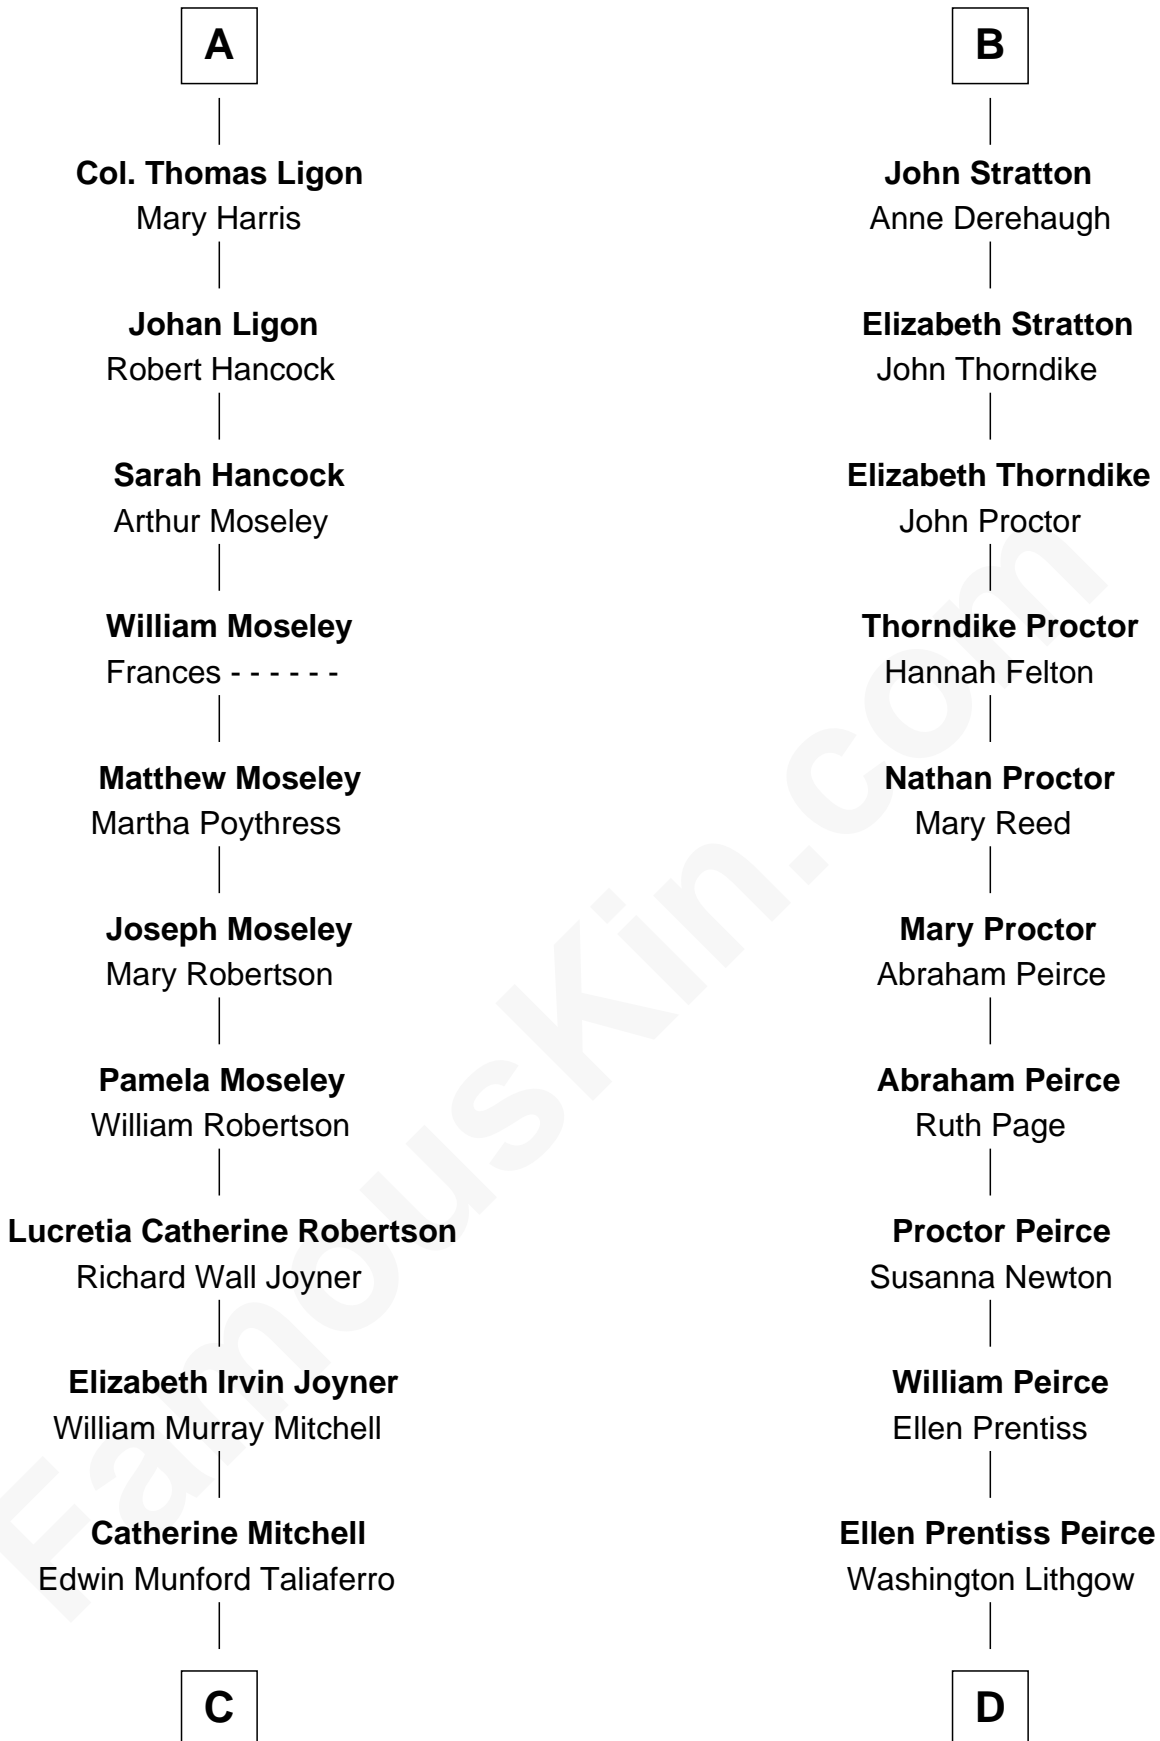 A
Col. Thomas Ligon
Mary Harris
Johan Ligon
Robert Hancock
Sarah Hancock
Arthur Moseley
William Moseley
Frances - - - - - -
Matthew Moseley
Martha Poythress
Joseph Moseley
Mary Robertson
Pamela Moseley
William Robertson
Lucretia Catherine Robertson
Richard Wall Joyner
Elizabeth Irvin Joyner
William Murray Mitchell
Catherine Mitchell
Edwin Munford Taliaferro
C
B
John Stratton
Anne Derehaugh
Elizabeth Stratton
John Thorndike
Elizabeth Thorndike
John Proctor
Thorndike Proctor
Hannah Felton
Nathan Proctor
Mary Reed
Mary Proctor
Abraham Peirce
Abraham Peirce
Ruth Page
Proctor Peirce
Susanna Newton
William Peirce
Ellen Prentiss
Ellen Prentiss Peirce
Washington Lithgow
D
FamousKin.com